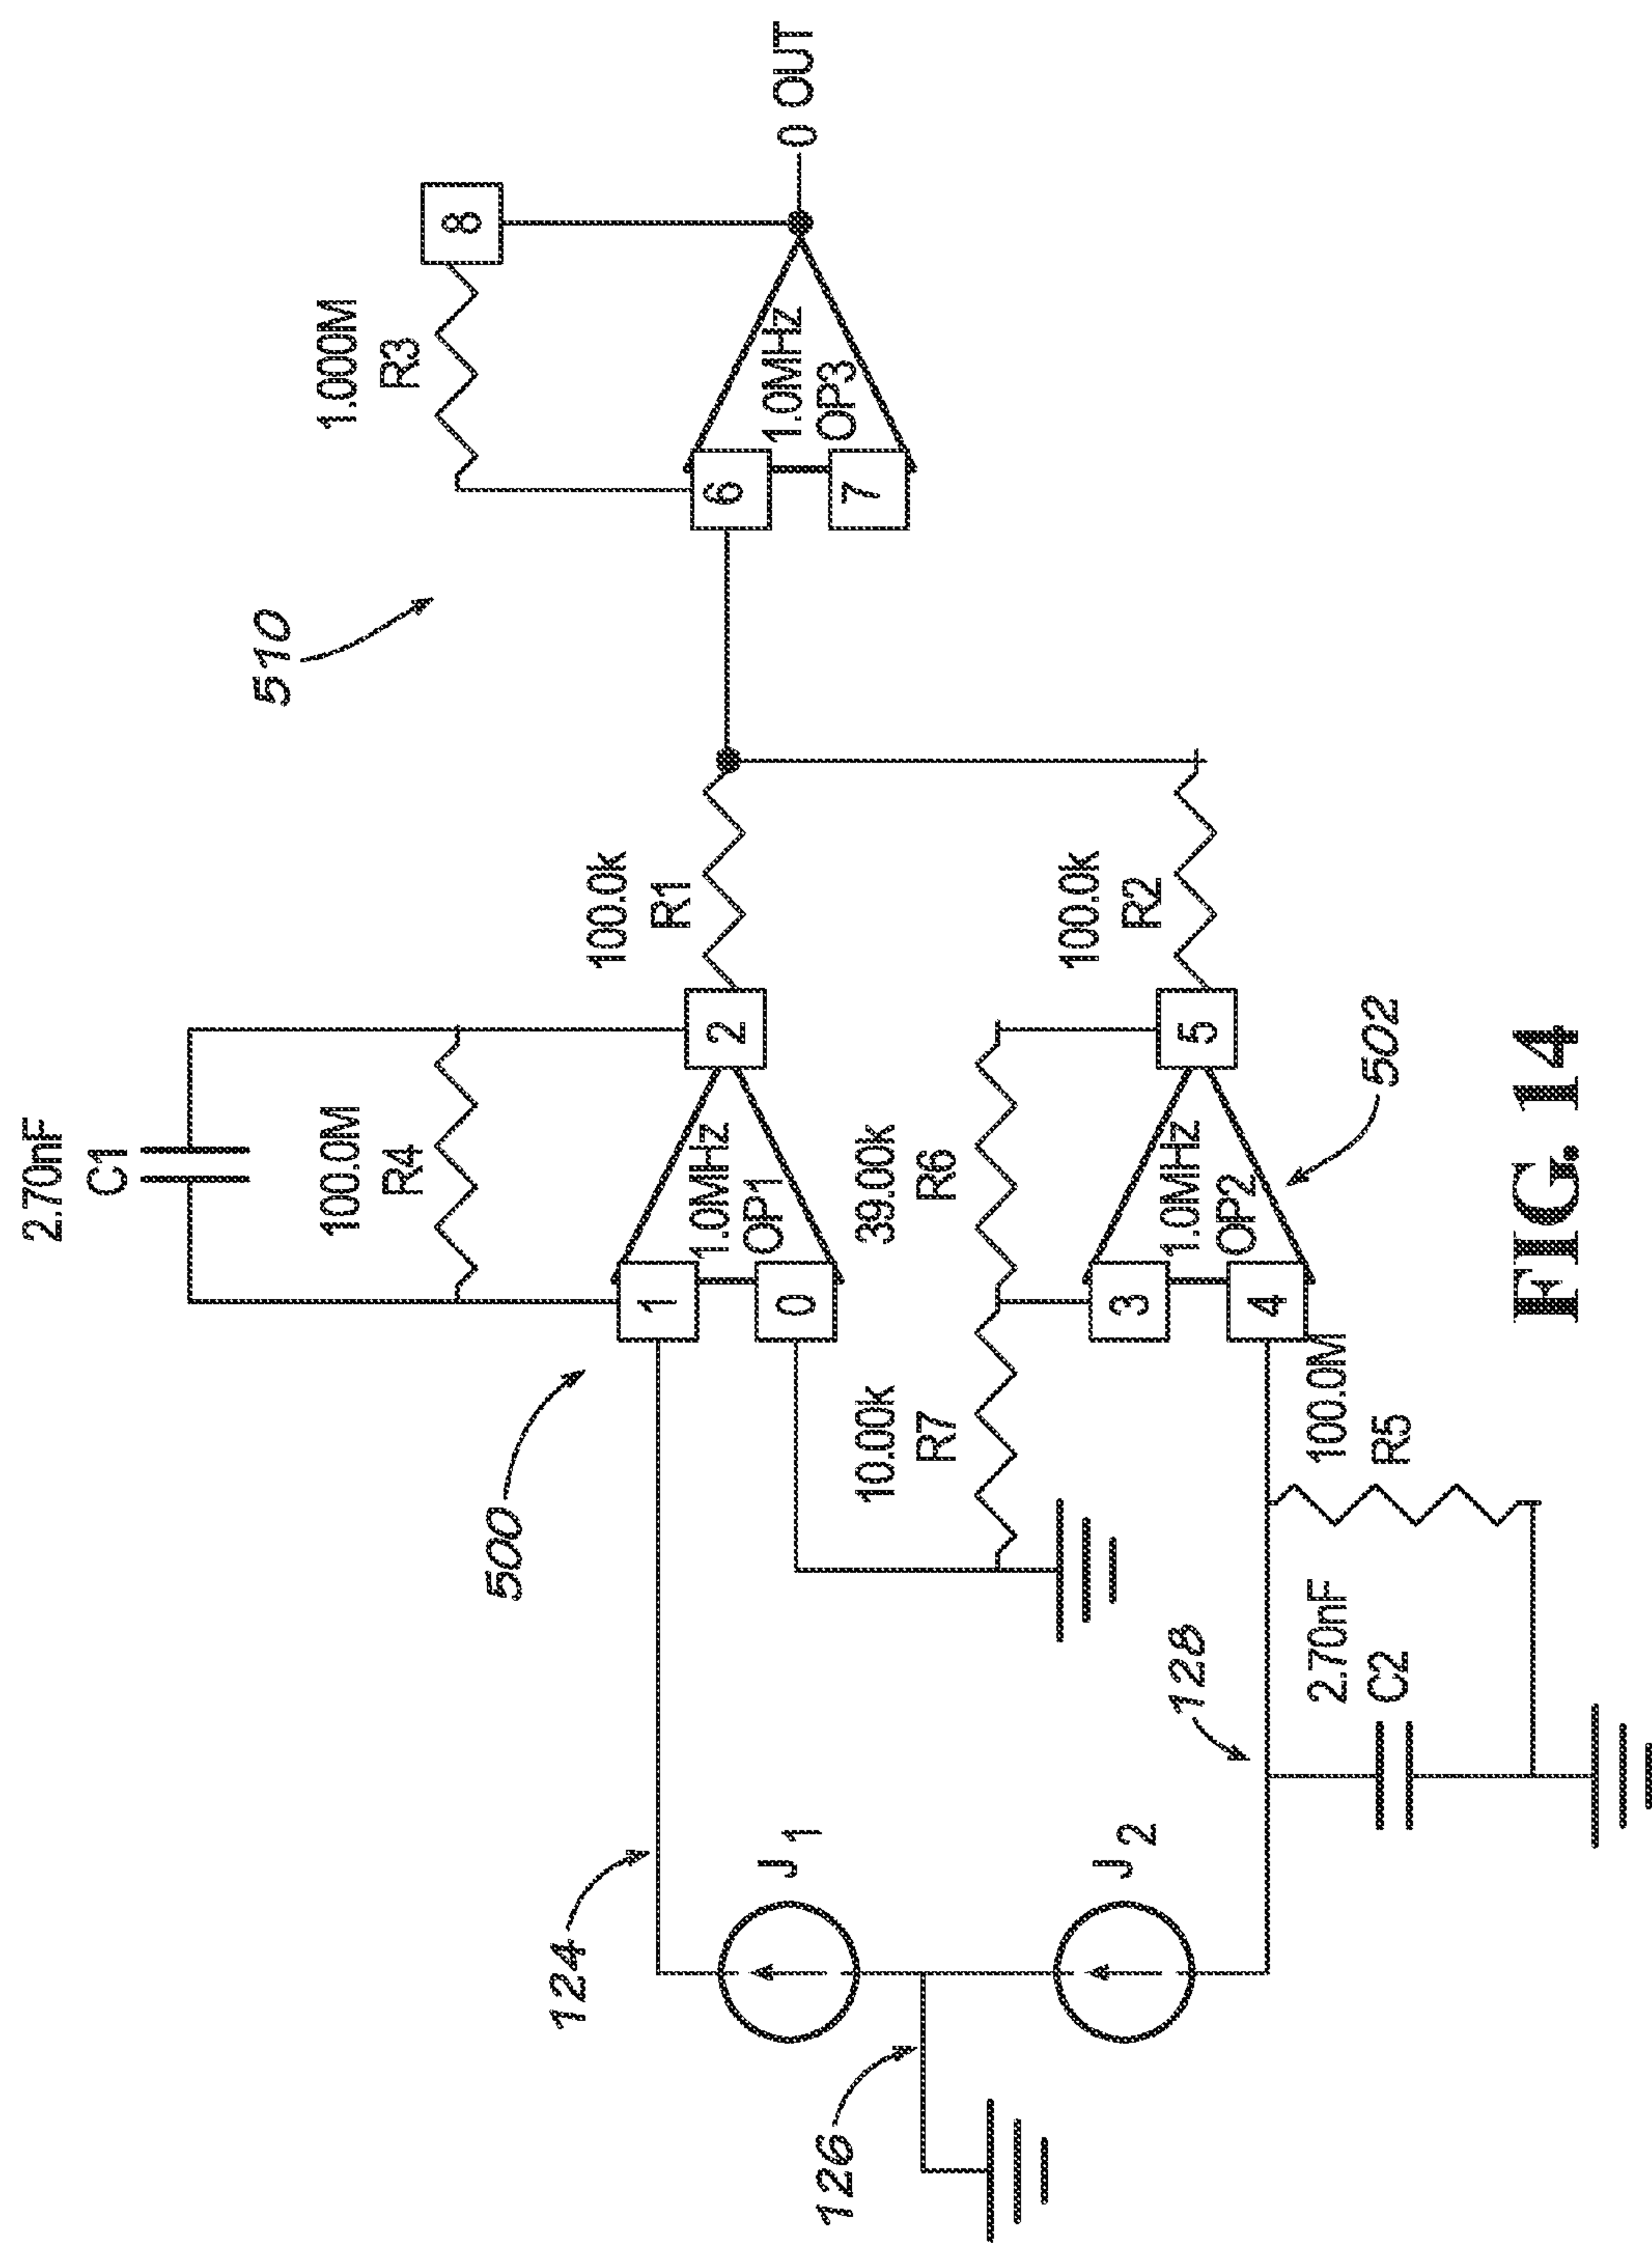 2.70nF
C1
100.0M
R4
500
1
0
1.0MHz
OP1
2
100.0k
R1
510
1.000M
R3
8
6
7
1.0MHz
OP3
0 OUT
124
J1
126
J2
128
10.00k
R7
39.00k
R6
3
4
1.0MHz
OP2
5
100.0k
R2
502
2.70nF
C2
100.0M
R5
FIG. 14